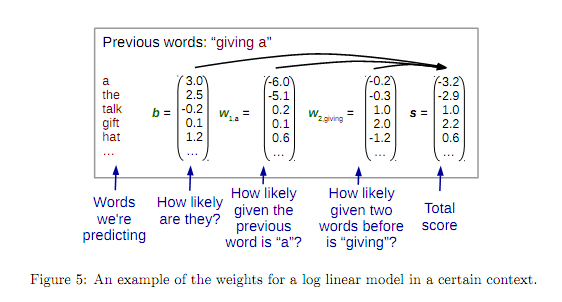 Previous words: “giving a”
a
the
talk
gift
hat
...
b =
3.0
2.5
-0.2
0.1
1.2
...
w1,a =
-6.0
-5.1
0.2
0.1
0.6
...
w2,giving =
-0.2
-0.3
1.0
2.0
-1.2
...
s =
-3.2
-2.9
1.0
2.2
0.6
...
Words
we're
predicting
How likely
are they?
How likely
given the
previous
word is “a”?
How likely
given two
words before
is “giving”?
Total
score
Figure 5: An example of the weights for a log linear model in a certain context.